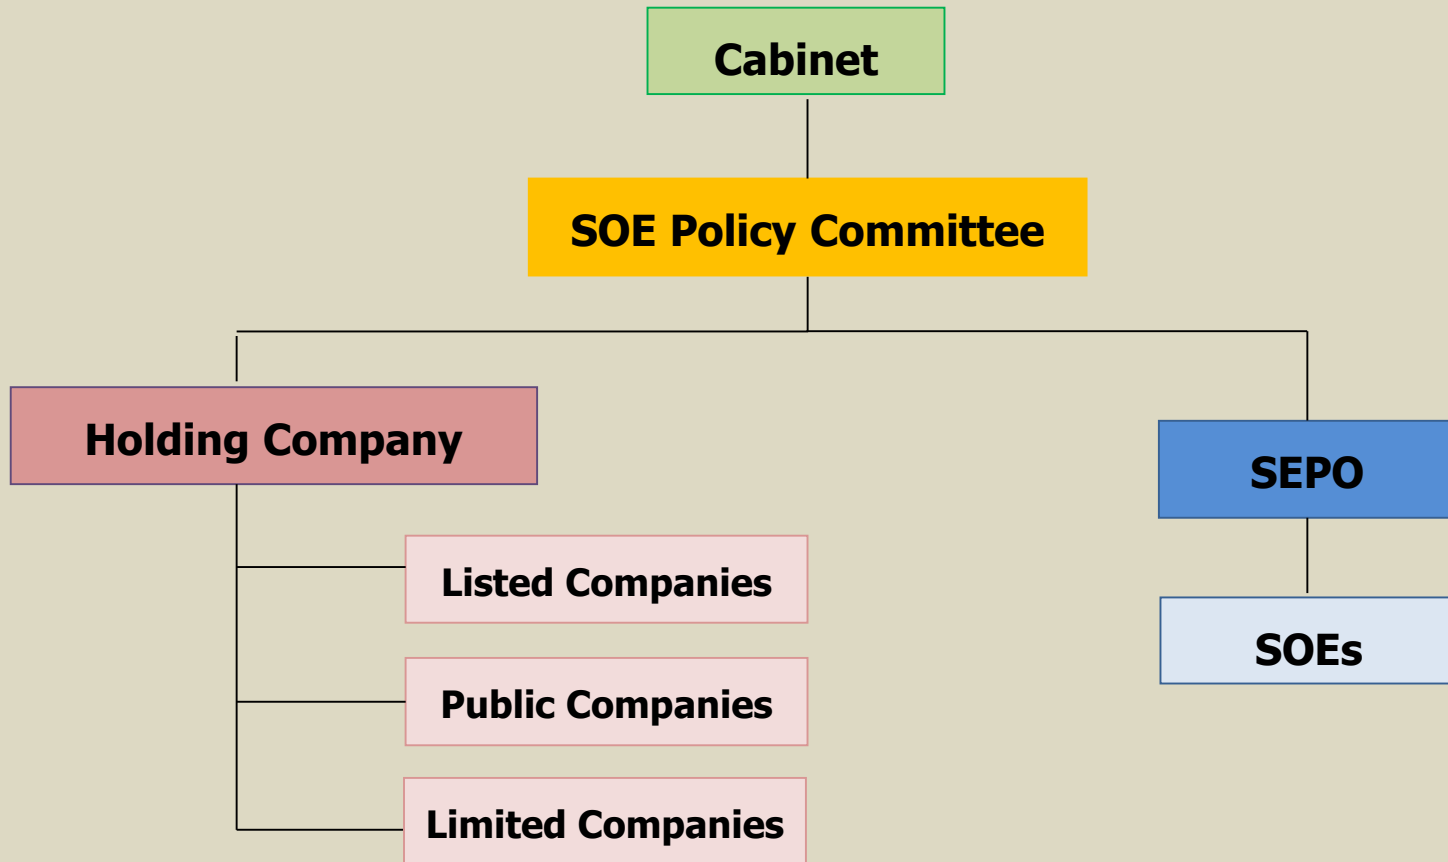 Cabinet
SOE Policy Committee
Holding Company
SEPO
Listed Companies
SOEs
Public Companies
Limited Companies